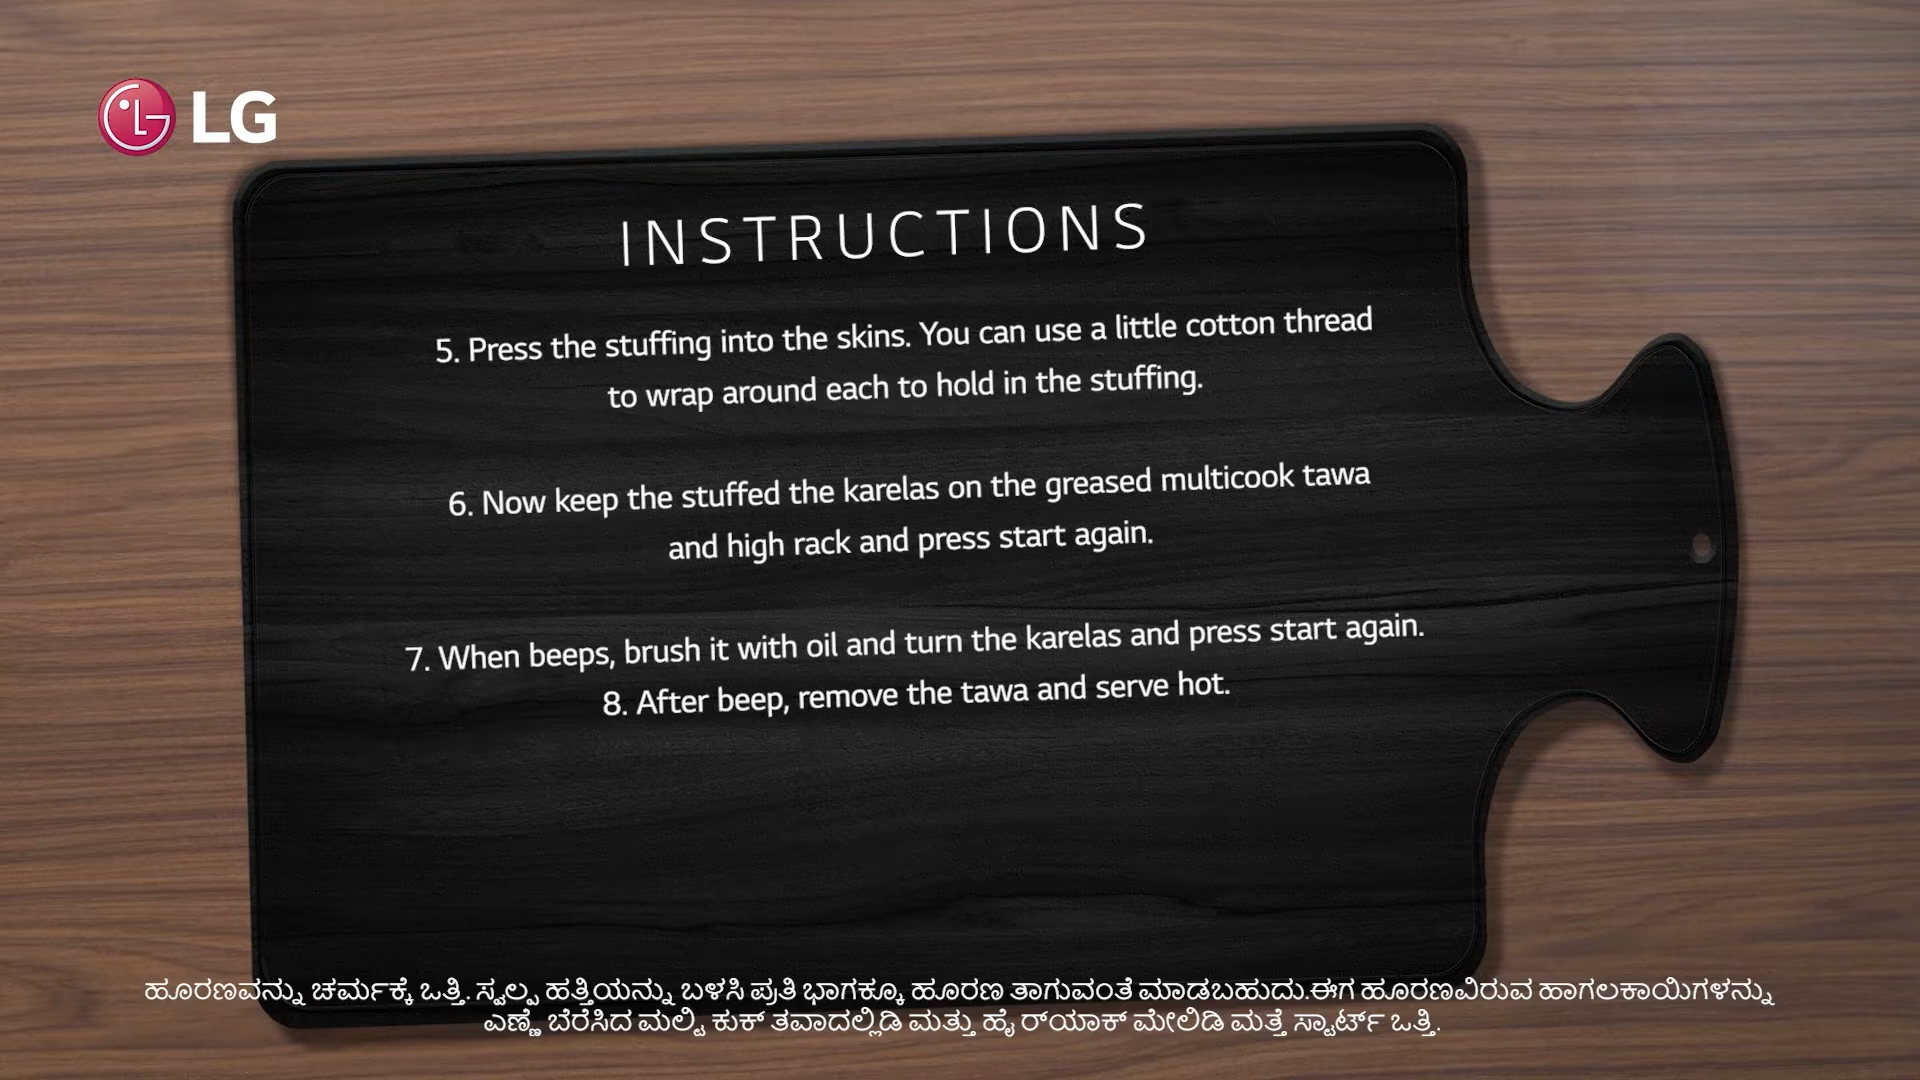 LG
INSTRUCTIONS
5. Press the stuffing into the skins. You can use a little cotton thread
to wrap around each to hold in the stuffing.
6. Now keep the stuffed the karelas on the greased multicook tawa
and high rack and press start again.
7. When beeps, brush it with oil and turn the karelas and press start again.
8. After beep, remove the tawa and serve hot.
ಹೂರಣವನ್ನು ಚರ್ಮಕ್ಕೆ ಒತ್ತಿ. ಸ್ವಲ್ಪ ಹತ್ತಿಯನ್ನು ಬಳಸಿ ಪ್ರತಿ ಭಾಗಕ್ಕೂ ಹೂರಣ ತಾಗುವಂತೆ ಮಾಡಬಹುದು.ಈಗ ಹೂರಣವಿರುವ ಹಾಗಲಕಾಯಿಗಳನ್ನು
ಎಣ್ಣೆ ಬೆರೆಸಿದ ಮಲ್ಟಿ ಕುಕ್ ತವಾದಲ್ಲಿಡಿ ಮತ್ತು ಹೈ ರ‍್ಯಾಕ್ ಮೇಲಿಡಿ ಮತ್ತೆ ಸ್ಟಾರ್ಟ್ ಒತ್ತಿ.